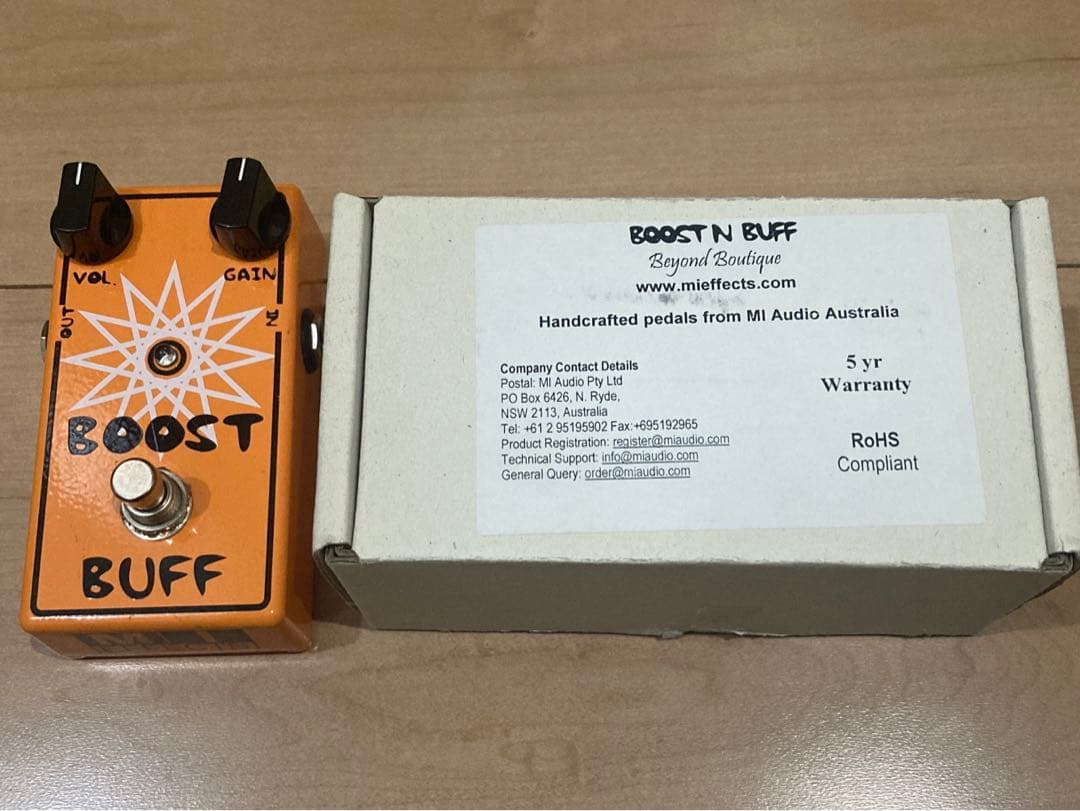 VOL.
GAIN
OUT
IN
BOOST
BUFF
BOOST N BUFF
Beyond Boutique
www.mieffects.com
Handcrafted pedals from MI Audio Australia
Company Contact Details
Postal: MI Audio Pty Ltd
PO Box 6426, N. Ryde,
NSW 2113, Australia
Tel: +61 2 95195902 Fax:+695192965
Product Registration: register@miaudio.com
Technical Support: info@miaudio.com
General Query: order@miaudio.com
5 yr
Warranty
RoHS
Compliant